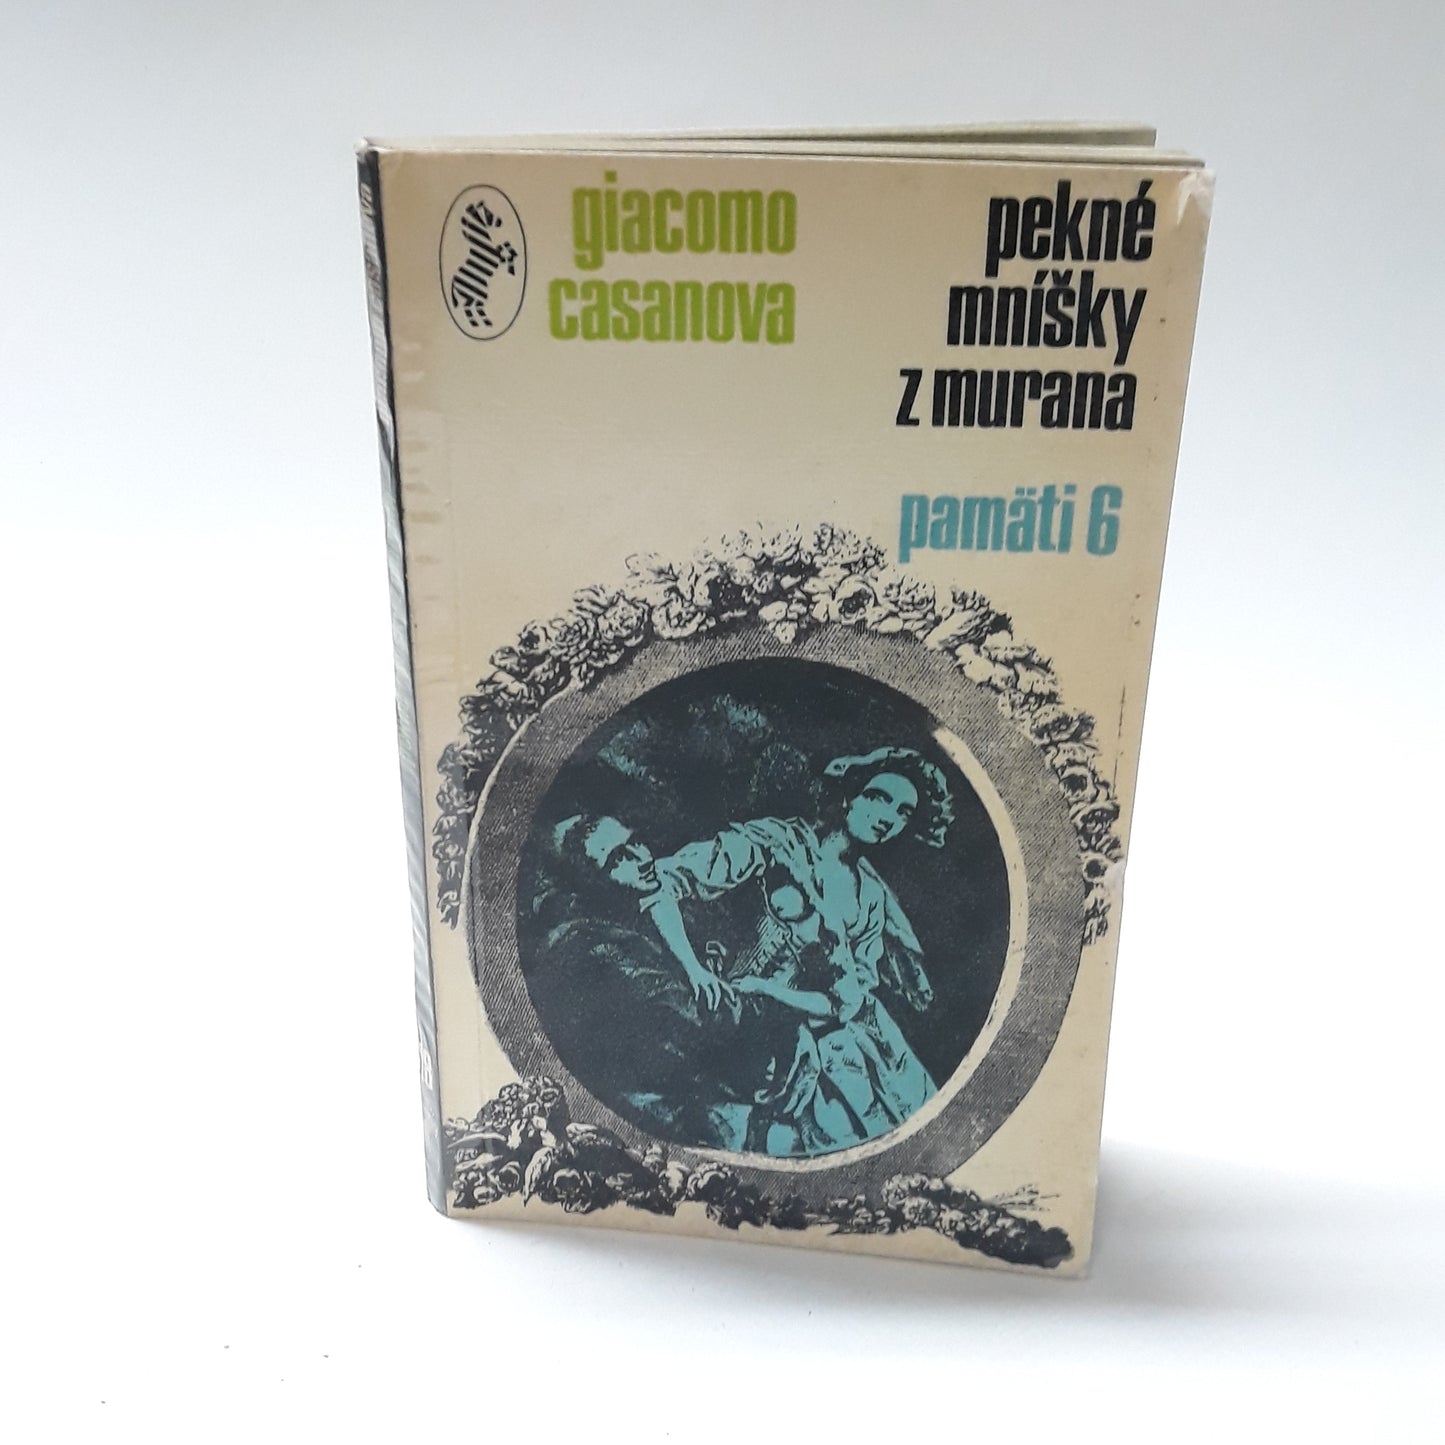 giacomo
casanova
pekné
mníšky
z murana
pamäti 6